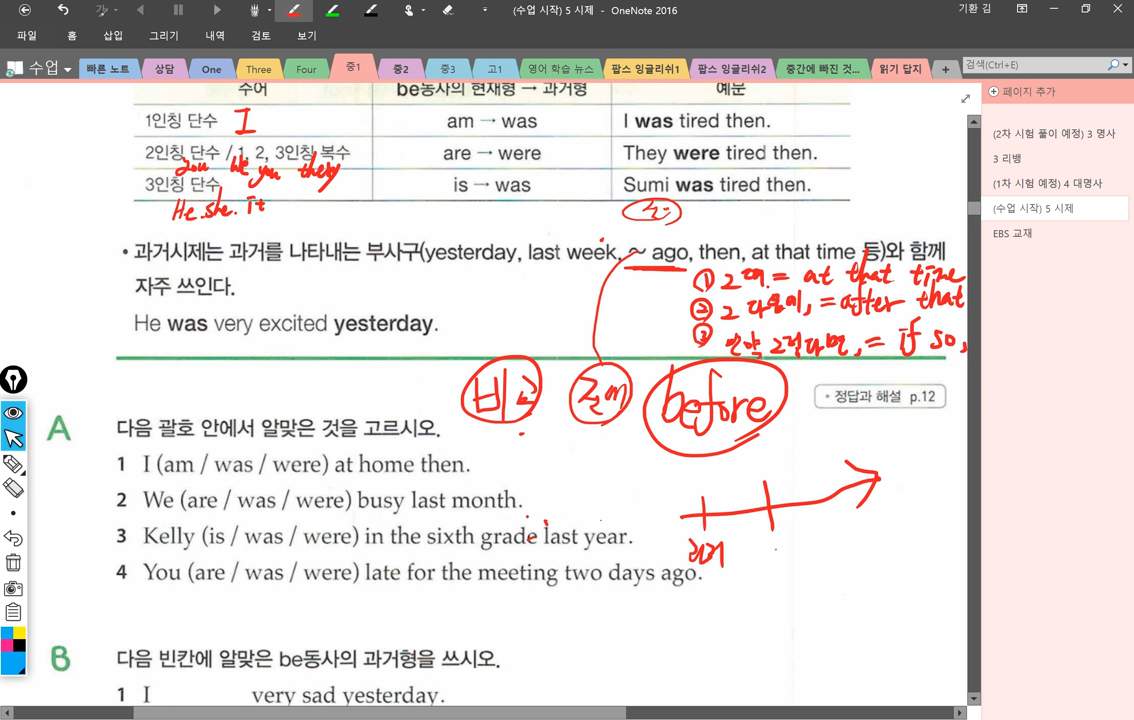 (수업 시작) 5 시제 - OneNote 2016
기환 김
파일 홈 삽입 그리기 내역 검토 보기
수업 빠른 노트 상담 One Three Four 중1 중2 중3 고1 영어 학습 뉴스 팝스 잉글리쉬1 팝스 잉글리쉬2 중간에 빠진 것... 읽기 답지 +
검색(Ctrl+E)
페이지 추가
(2차 시험 풀이 예정) 3 명사
3 리뱅
(1차 시험 예정) 4 대명사
(수업 시작) 5 시제
EBS 교재
주어 be동사의 현재형 → 과거형 예문
1인칭 단수 I am → was I was tired then.
2인칭 단수 / 1, 2, 3인칭 복수 are → were They were tired then.
you we you they
3인칭 단수 is → was Sumi was tired then.
He. she. It
• 과거시제는 과거를 나타내는 부사구(yesterday, last week, ~ ago, then, at that time 등)와 함께
자주 쓰인다.
① 그때 = at that time
② 그 다음에, = after that
③ 만약 그렇다면, = if so,
He was very excited yesterday.
비교 전에 before
• 정답과 해설 p.12
A 다음 괄호 안에서 알맞은 것을 고르시오.
1 I (am / was / were) at home then.
2 We (are / was / were) busy last month.
3 Kelly (is / was / were) in the sixth grade last year.
과거
4 You (are / was / were) late for the meeting two days ago.
B 다음 빈칸에 알맞은 be동사의 과거형을 쓰시오.
1 I very sad yesterday.